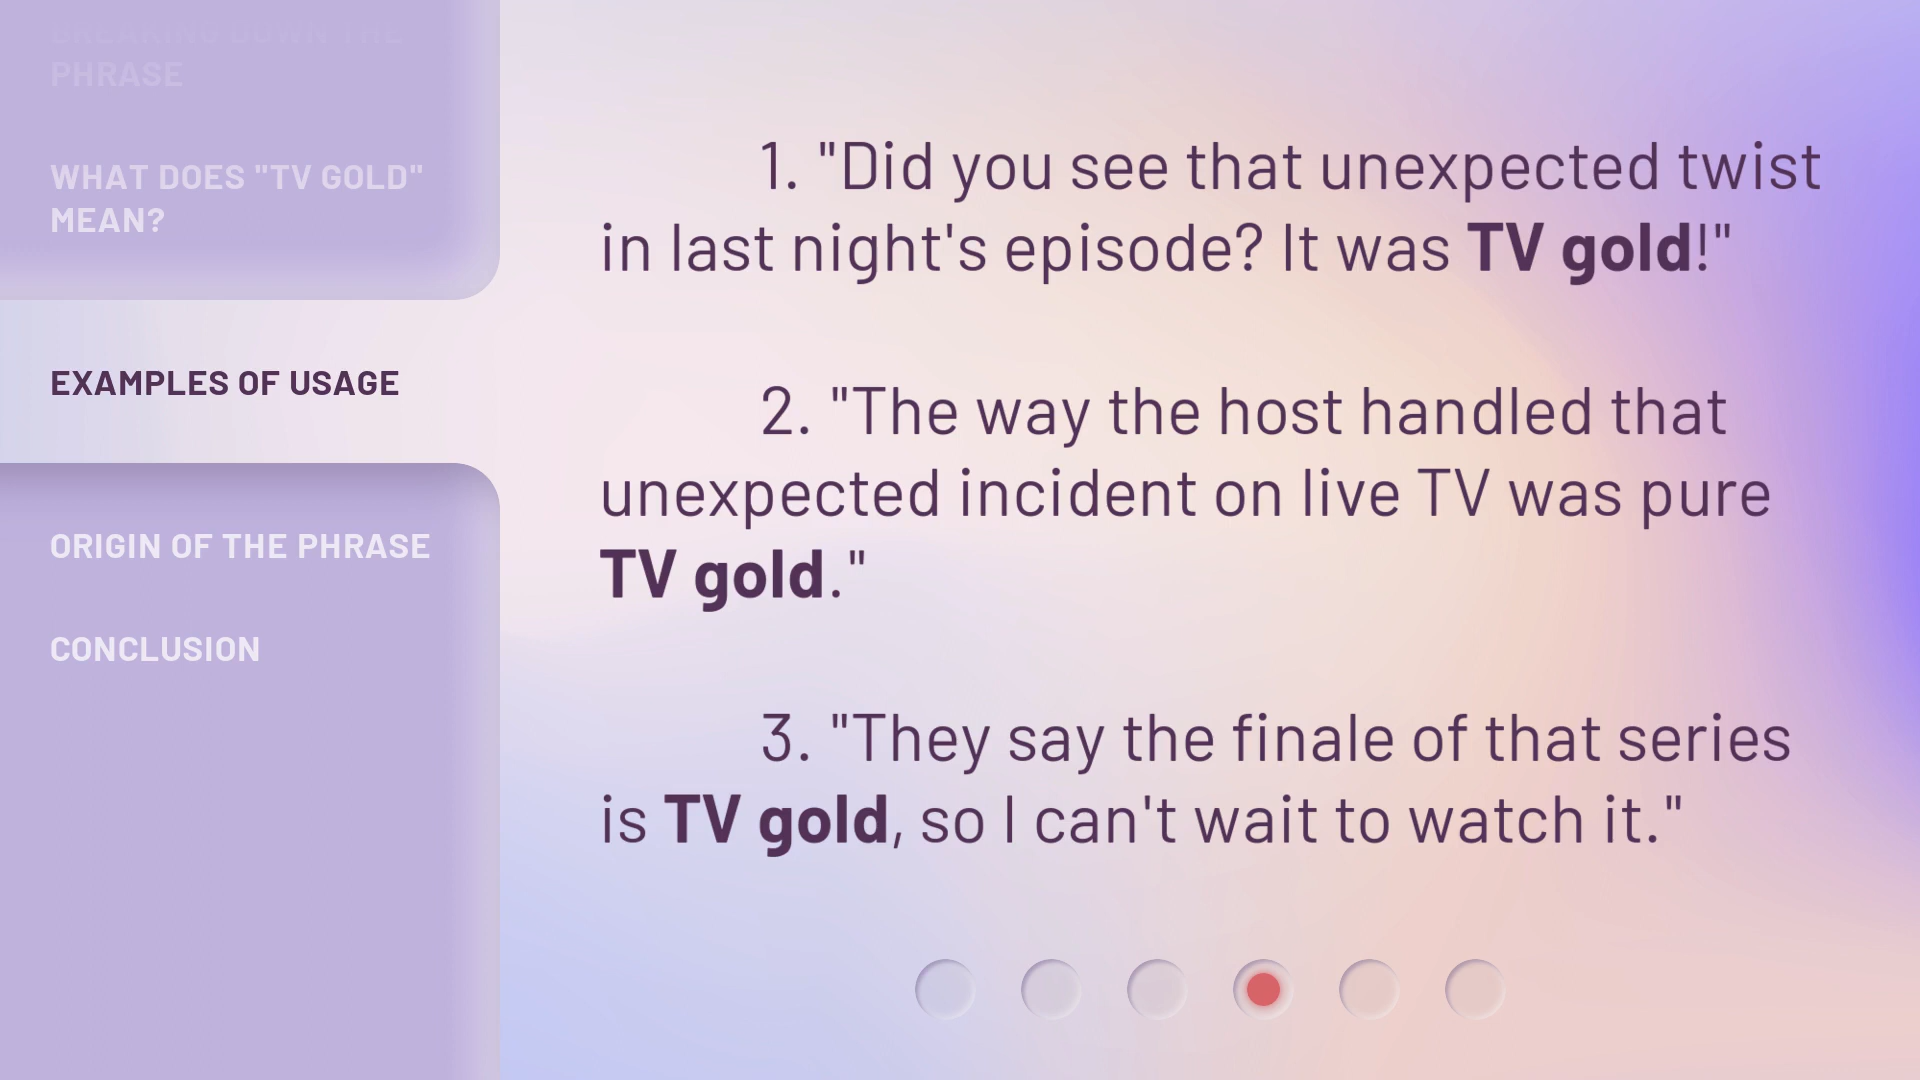 BREAKING DOWN THE
PHRASE
WHAT DOES "TV GOLD"
MEAN?
EXAMPLES OF USAGE
ORIGIN OF THE PHRASE
CONCLUSION
1. "Did you see that unexpected twist
in last night's episode? It was TV gold!"
2. "The way the host handled that
unexpected incident on live TV was pure
TV gold."
3. "They say the finale of that series
is TV gold, so I can't wait to watch it."